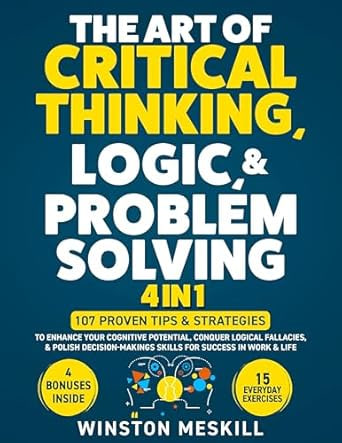 THE ART OF
CRITICAL
THINKING,
LOGIC, &
PROBLEM
SOLVING
4 IN 1
107 PROVEN TIPS & STRATEGIES
TO ENHANCE YOUR COGNITIVE POTENTIAL, CONQUER LOGICAL FALLACIES,
& POLISH DECISION-MAKINGS SKILLS FOR SUCCESS IN WORK & LIFE
4
BONUSES
INSIDE
15
EVERYDAY
EXERCISES
WINSTON MESKILL